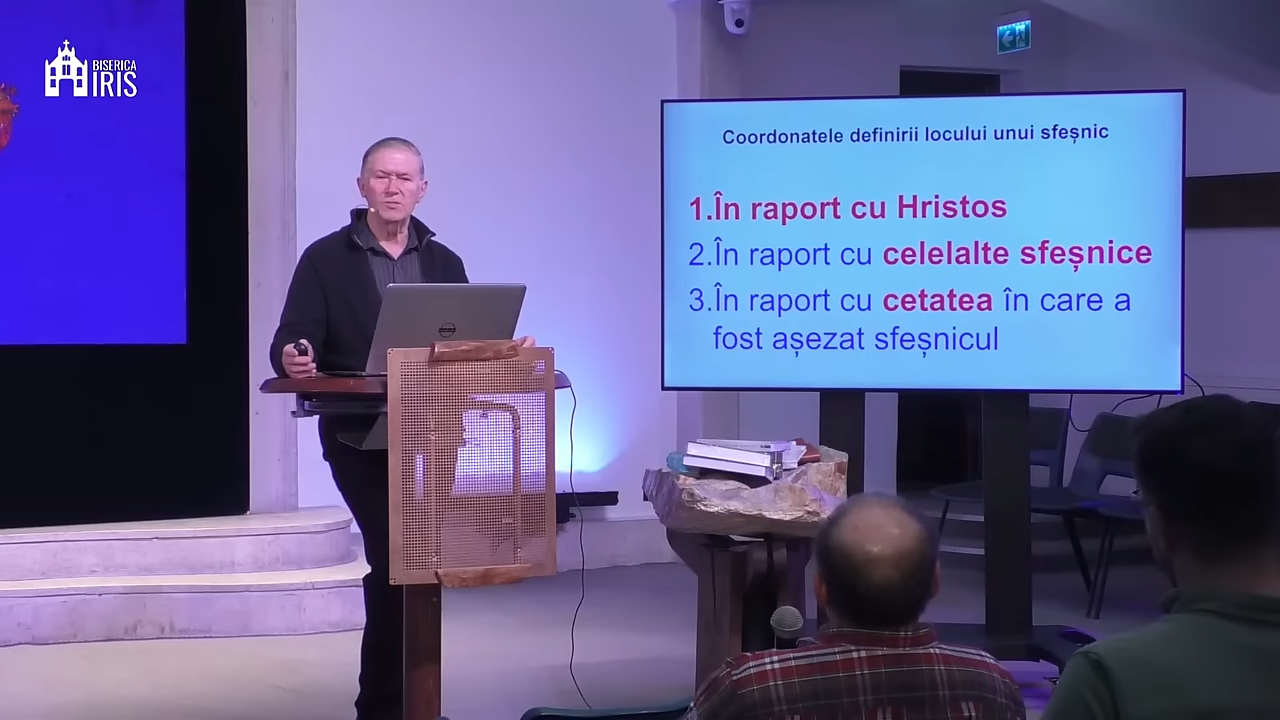 BISERICA
IRIS
Coordonatele definirii locului unui sfeșnic
1.În raport cu Hristos
2.În raport cu celelalte sfeșnice
3.În raport cu cetatea în care a
fost așezat sfeșnicul